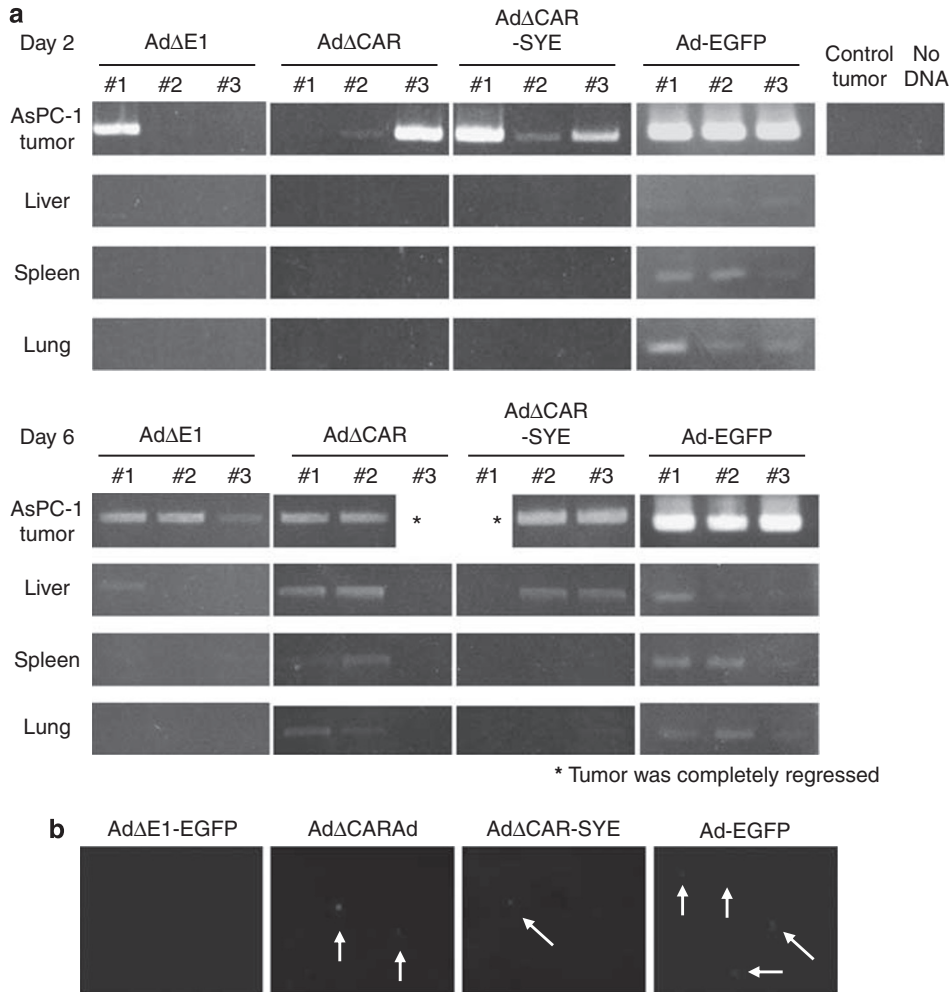 a
Day 2
AdΔE1
AdΔCAR
AdΔCAR
-SYE
Ad-EGFP
Control
tumor
No
DNA
#1 #2 #3 #1 #2 #3 #1 #2 #3 #1 #2 #3
AsPC-1
tumor
Liver
Spleen
Lung
Day 6
AdΔE1
AdΔCAR
AdΔCAR
-SYE
Ad-EGFP
#1 #2 #3 #1 #2 #3 #1 #2 #3 #1 #2 #3
AsPC-1
tumor
* *
Liver
Spleen
Lung
* Tumor was completely regressed
b
AdΔE1-EGFP
AdΔCARAd
AdΔCAR-SYE
Ad-EGFP